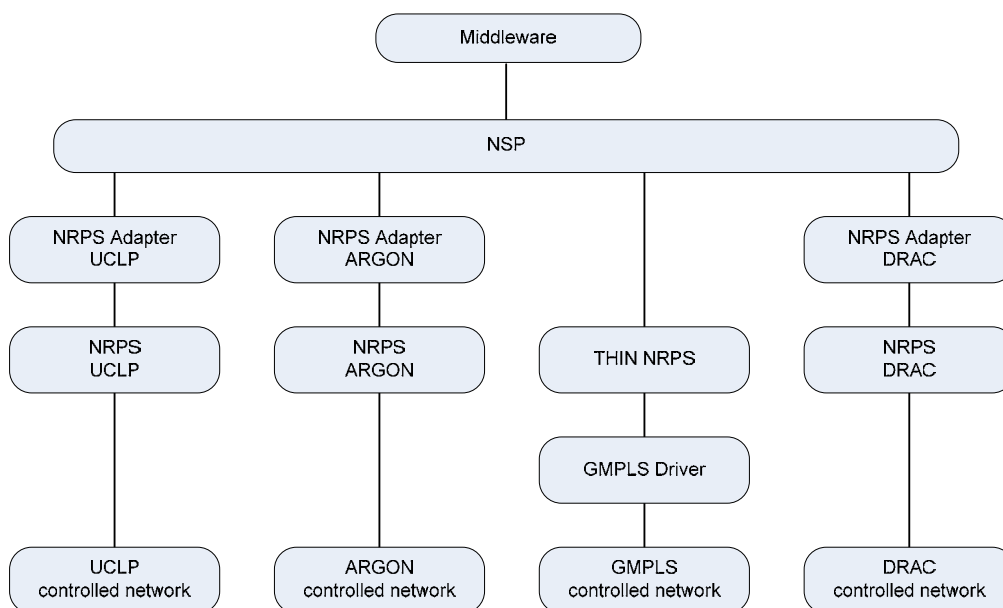 Middleware
NSP
NRPS Adapter
UCLP
NRPS Adapter
ARGON
NRPS Adapter
DRAC
NRPS
UCLP
NRPS
ARGON
THIN NRPS
NRPS
DRAC
GMPLS Driver
UCLP
controlled network
ARGON
controlled network
GMPLS
controlled network
DRAC
controlled network